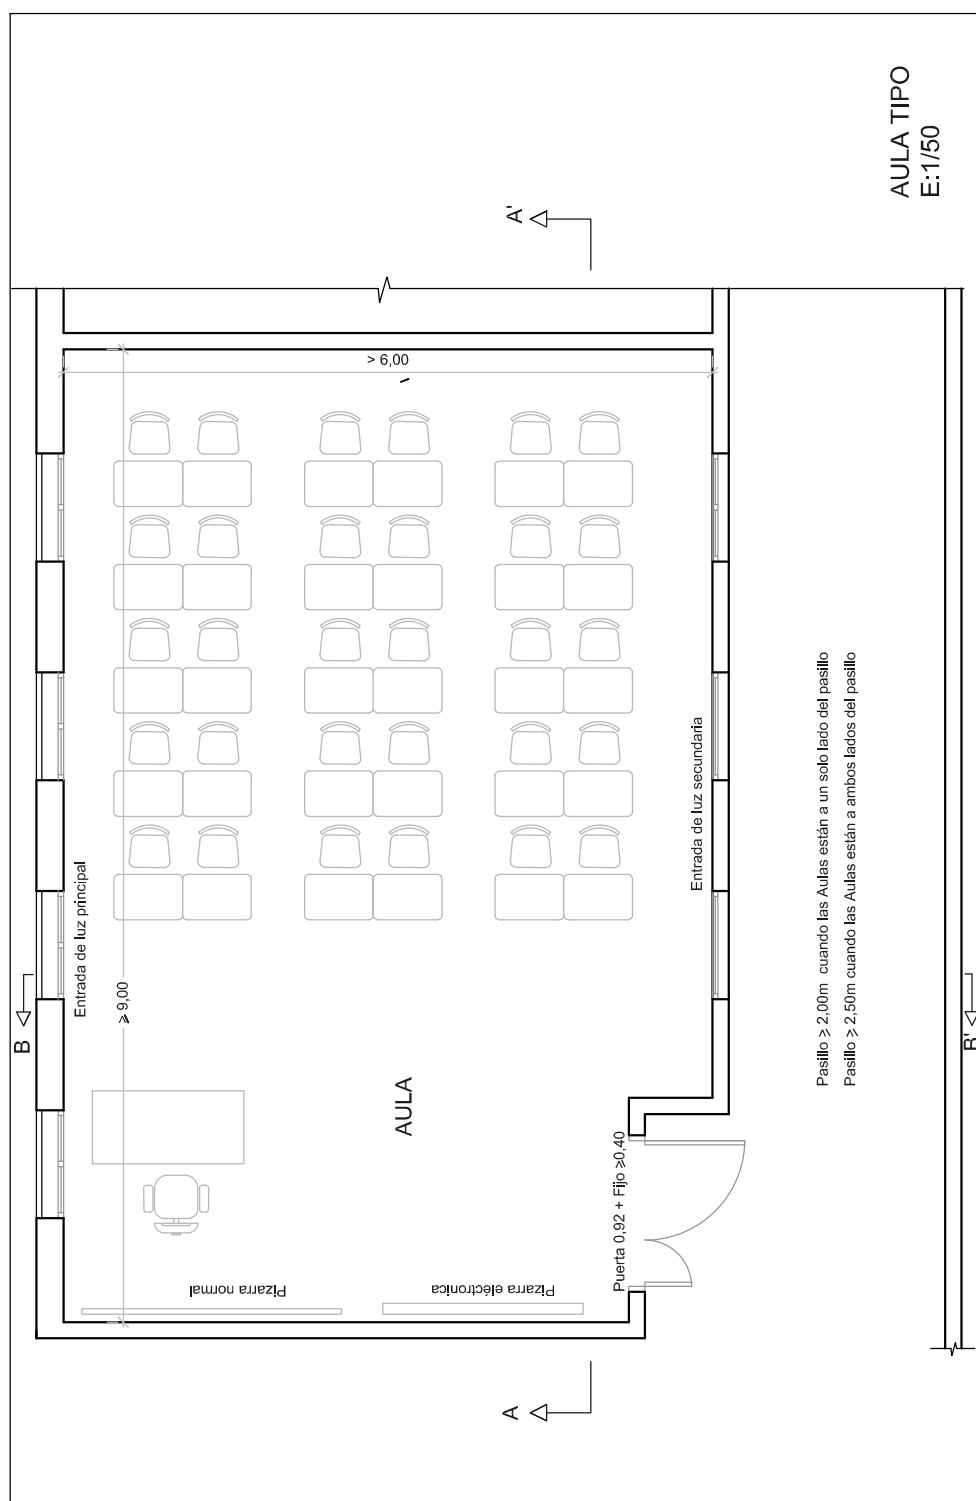 AULA TIPO
E:1/50
A'
> 6,00
Entrada de luz principal
≥ 9,00
B
AULA
Entrada de luz secundaria
Pasillo > 2,00m cuando las Aulas están a un solo lado del pasillo
Pasillo > 2,50m cuando las Aulas están a ambos lados del pasillo
B'
Puerta 0,92 + Fijo ≥0,40
Pizarra normal
Pizarra eléctronica
A